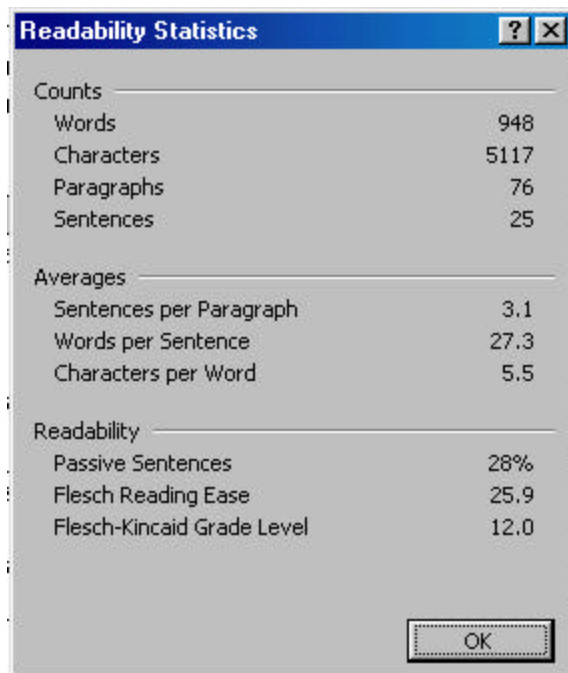 Readability Statistics
Counts
Words 948
Characters 5117
Paragraphs 76
Sentences 25
Averages
Sentences per Paragraph 3.1
Words per Sentence 27.3
Characters per Word 5.5
Readability
Passive Sentences 28%
Flesch Reading Ease 25.9
Flesch-Kincaid Grade Level 12.0
OK